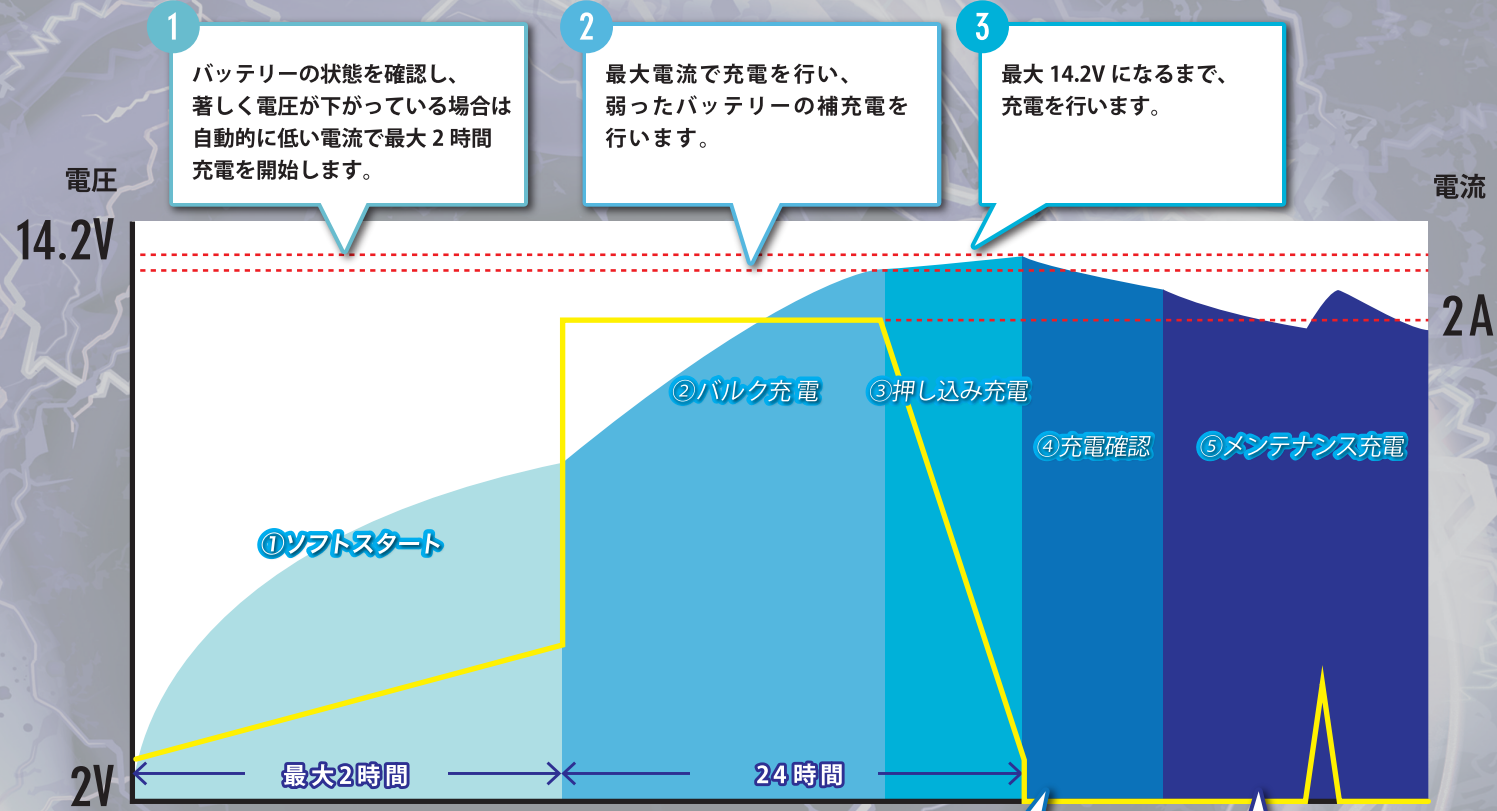 1
バッテリーの状態を確認し、
著しく電圧が下がっている場合は
自動的に低い電流で最大2時間
充電を開始します。
2
最大電流で充電を行い、
弱ったバッテリーの補充電を
行います。
3
最大14.2Vになるまで、
充電を行います。
電圧
14.2V
電流
2A
②バルク充電
③押し込み充電
④充電確認
⑤メンテナンス充電
①ソフトスタート
2V
最大2時間
24時間